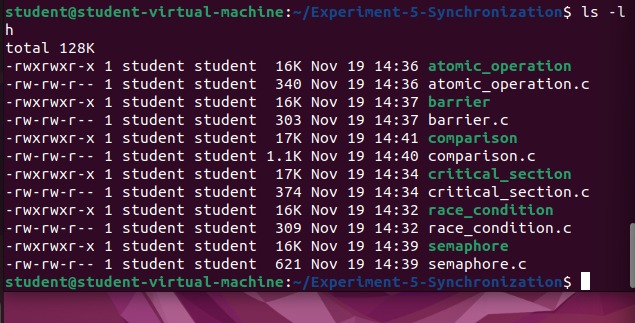 student@student-virtual-machine:~/Experiment-5-Synchronization$ ls -l
h
total 128K
-rwxrwxr-x 1 student student  16K Nov 19 14:36 atomic_operation
-rw-rw-r-- 1 student student  340 Nov 19 14:36 atomic_operation.c
-rwxrwxr-x 1 student student  16K Nov 19 14:37 barrier
-rw-rw-r-- 1 student student  303 Nov 19 14:37 barrier.c
-rwxrwxr-x 1 student student  17K Nov 19 14:41 comparison
-rw-rw-r-- 1 student student 1.1K Nov 19 14:40 comparison.c
-rwxrwxr-x 1 student student  17K Nov 19 14:34 critical_section
-rw-rw-r-- 1 student student  374 Nov 19 14:34 critical_section.c
-rwxrwxr-x 1 student student  16K Nov 19 14:32 race_condition
-rw-rw-r-- 1 student student  309 Nov 19 14:32 race_condition.c
-rwxrwxr-x 1 student student  16K Nov 19 14:39 semaphore
-rw-rw-r-- 1 student student  621 Nov 19 14:39 semaphore.c
student@student-virtual-machine:~/Experiment-5-Synchronization$